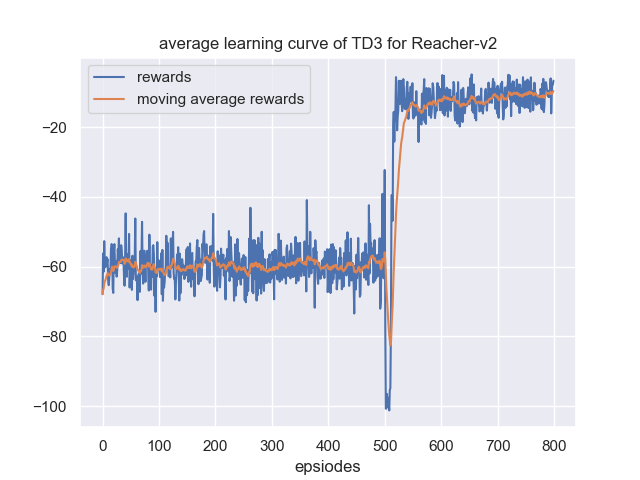 average learning curve of TD3 for Reacher-v2
rewards
moving average rewards
−20
−40
−60
−80
−100
0 100 200 300 400 500 600 700 800
epsiodes